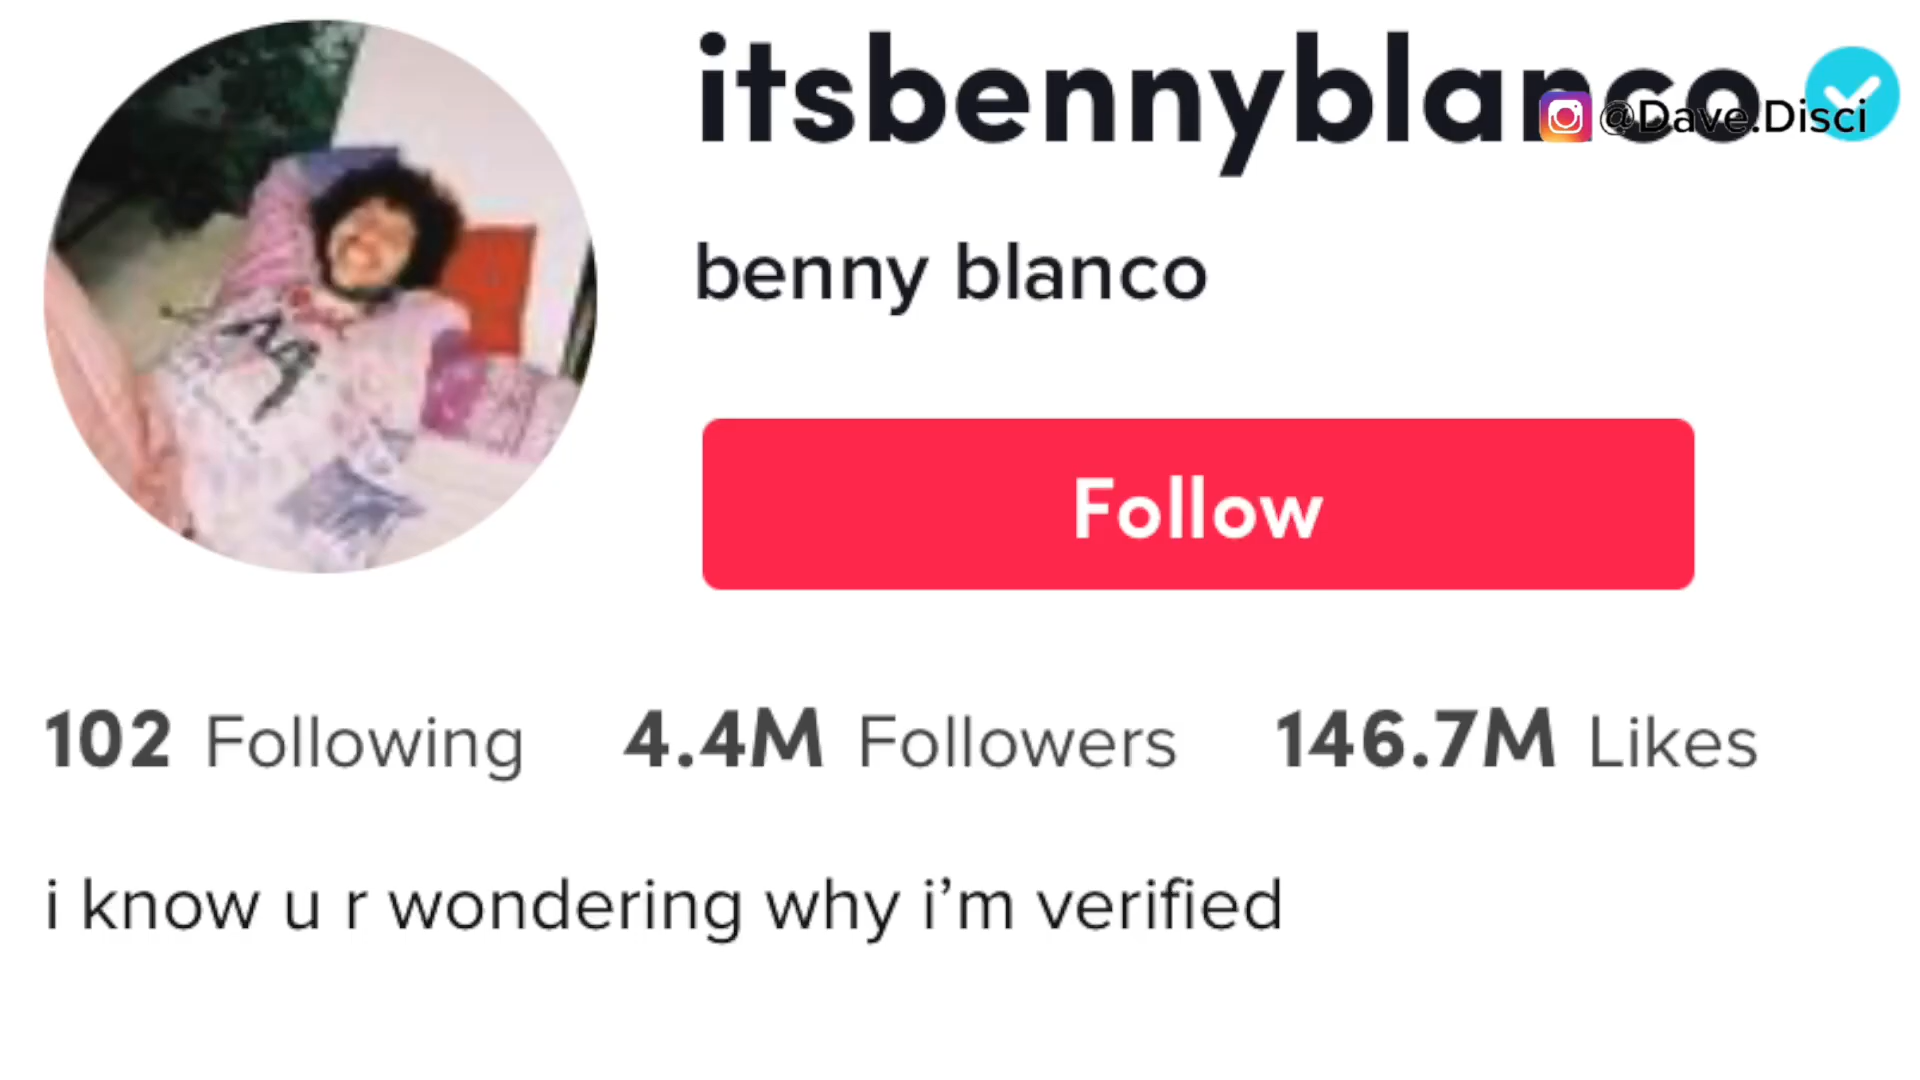 itsbennyblanco
@Dave.Disci
benny blanco
Follow
102 Following 4.4M Followers 146.7M Likes
i know u r wondering why i’m verified